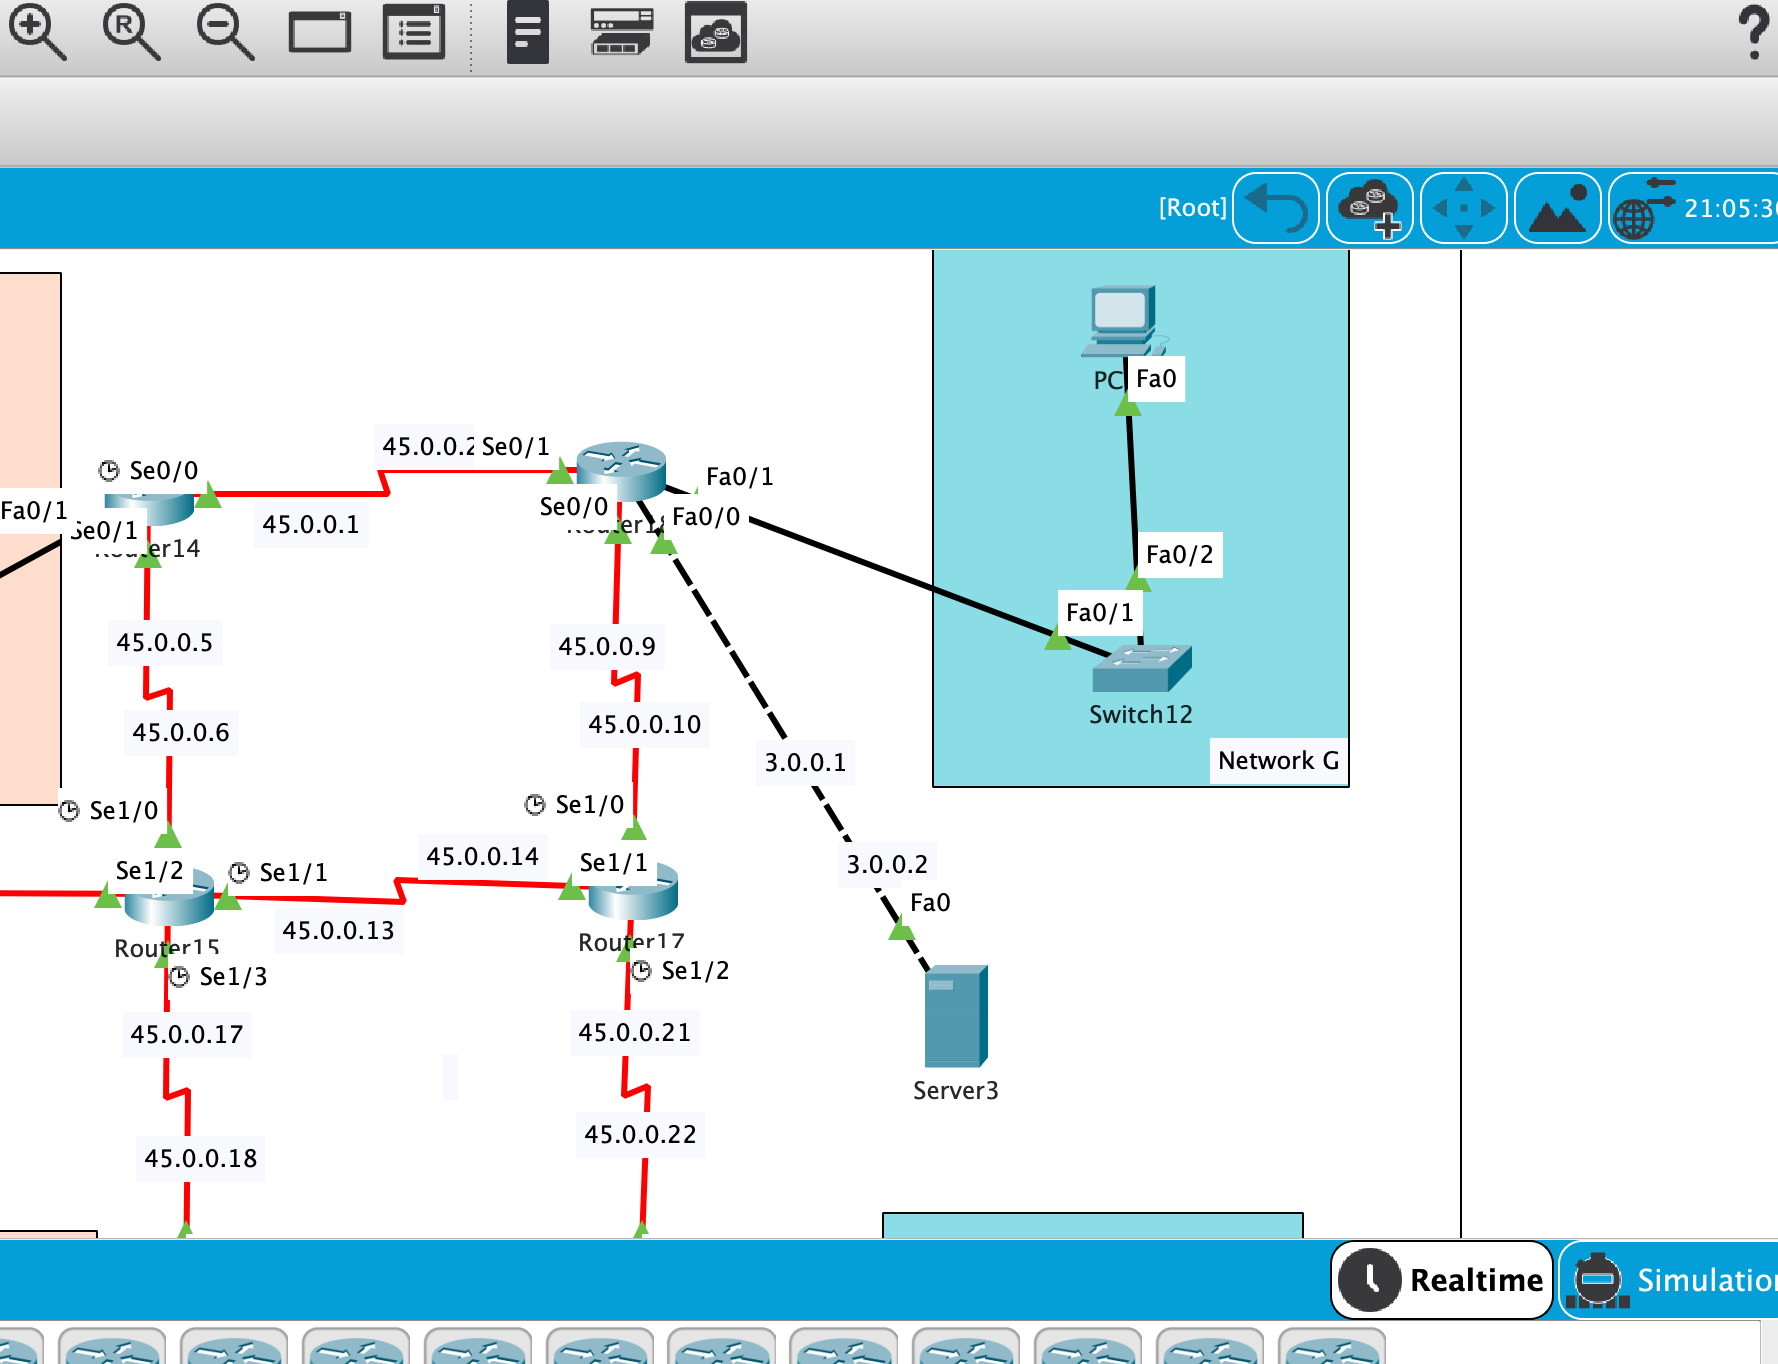 R
?
[Root]
21:05:3
PC
Fa0
45.0.0.2
Se0/1
Se0/0
Fa0/1
Fa0/1
Se0/0
Fa0/0
Se0/1
45.0.0.1
Router14
Fa0/2
Fa0/1
45.0.0.5
45.0.0.9
Switch12
45.0.0.6
45.0.0.10
3.0.0.1
Network G
Se1/0
Se1/0
45.0.0.14
Se1/1
3.0.0.2
Se1/2
Se1/1
Fa0
45.0.0.13
Router15
Router17
Se1/3
Se1/2
45.0.0.17
45.0.0.21
Server3
45.0.0.22
45.0.0.18
Realtime
Simulation